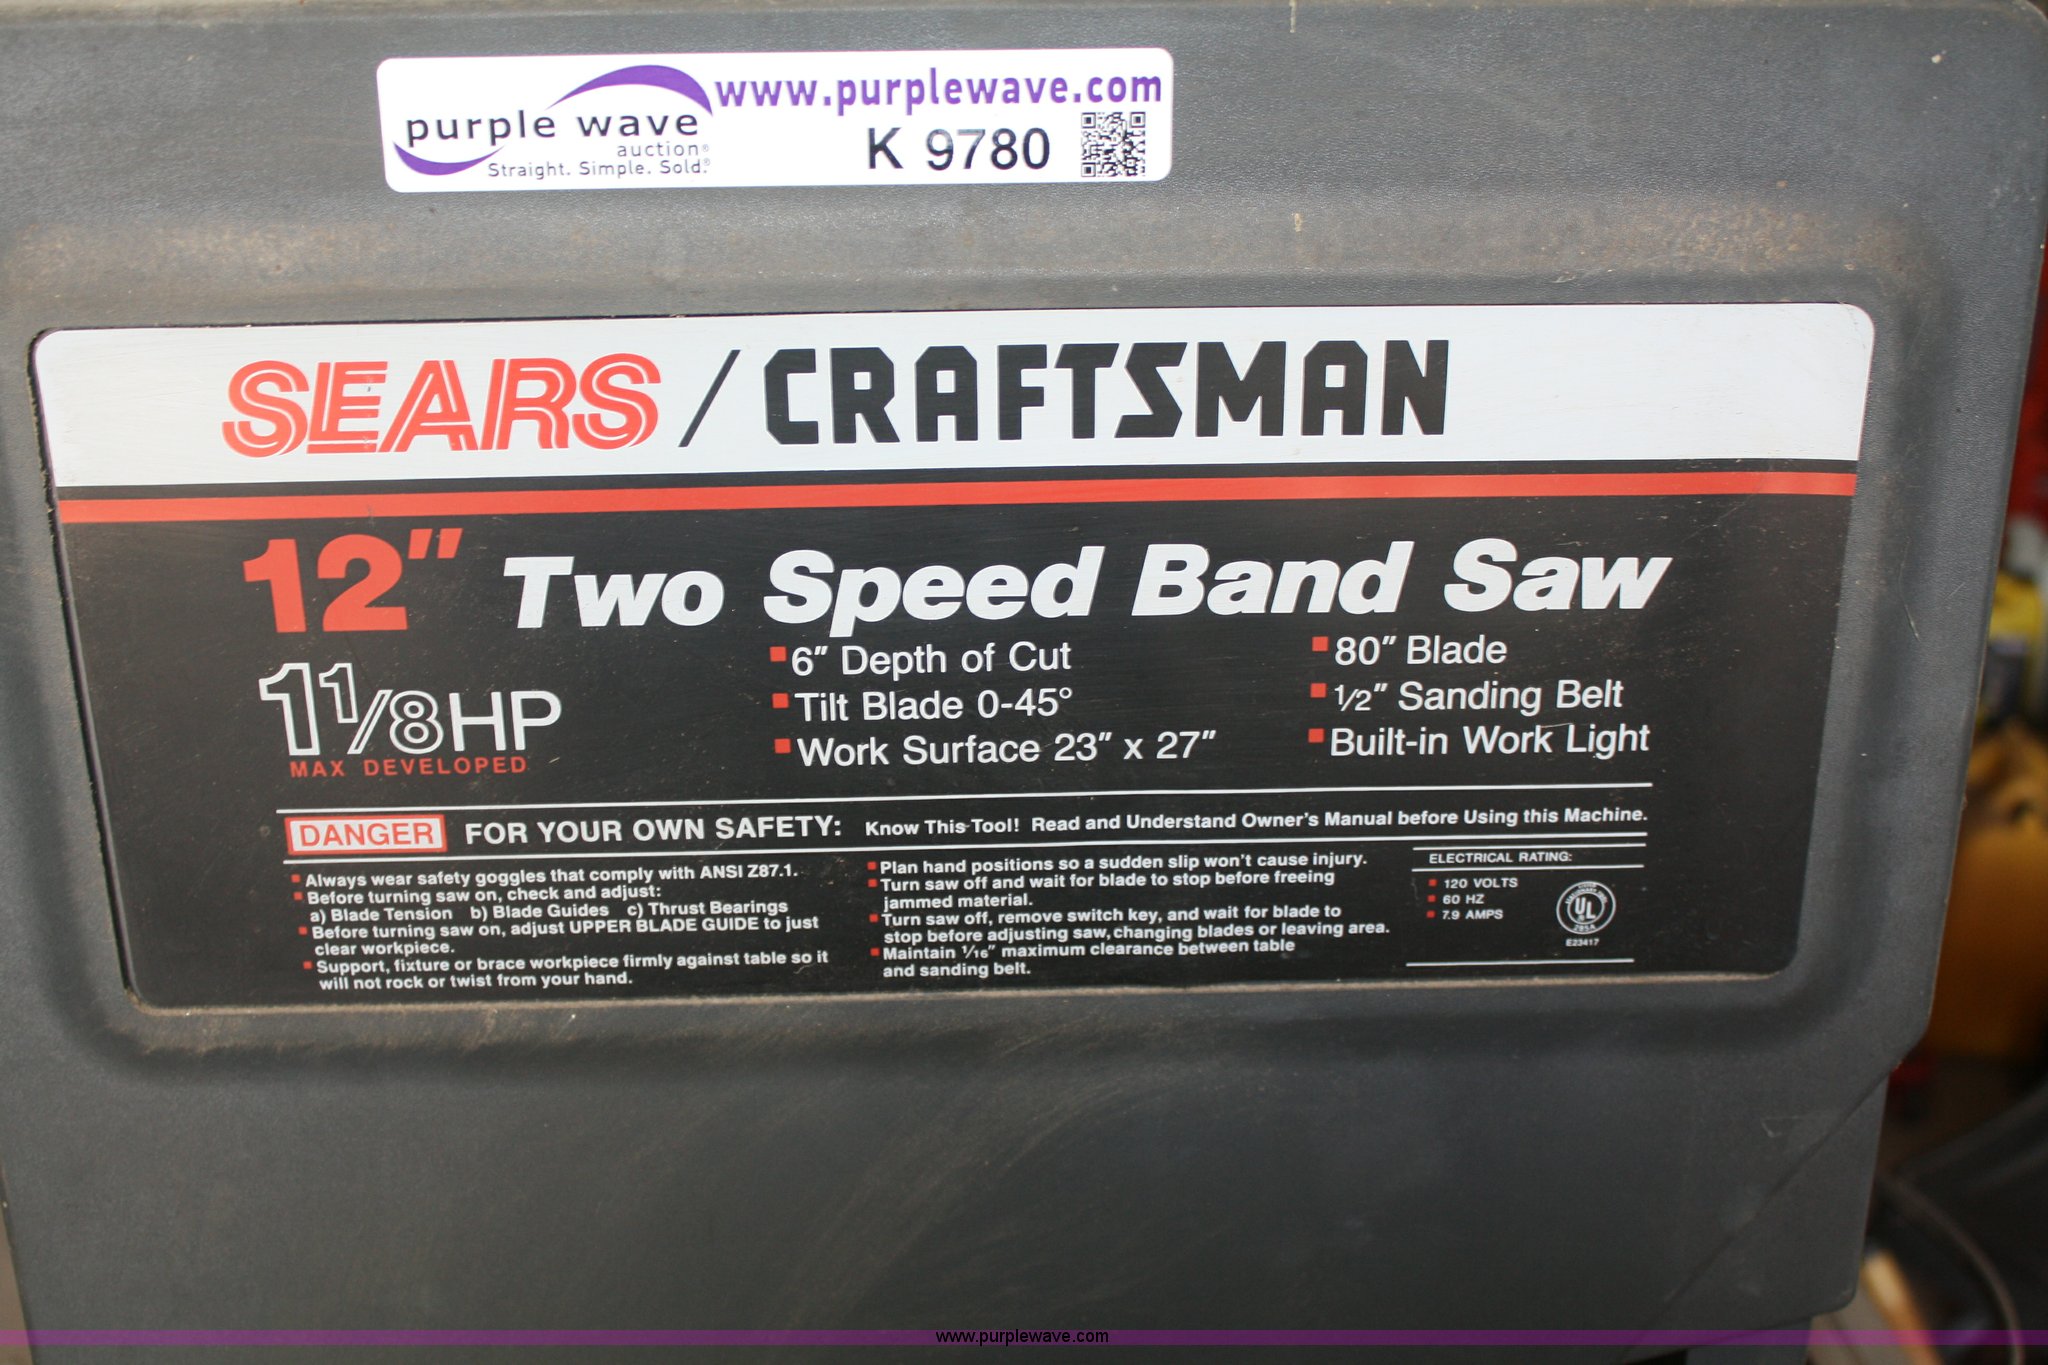 www.purplewave.com
purple wave
auction®
Straight. Simple. Sold.®
K 9780
SEARS / CRAFTSMAN
12" Two Speed Band Saw
1 1/8 HP
MAX DEVELOPED
6" Depth of Cut
Tilt Blade 0-45°
Work Surface 23" x 27"
80" Blade
1/2" Sanding Belt
Built-in Work Light
DANGER FOR YOUR OWN SAFETY: Know This Tool! Read and Understand Owner's Manual before Using this Machine.
Always wear safety goggles that comply with ANSI Z87.1.
Before turning saw on, check and adjust:
a) Blade Tension b) Blade Guides c) Thrust Bearings
Before turning saw on, adjust UPPER BLADE GUIDE to just
clear workpiece.
Support, fixture or brace workpiece firmly against table so it
will not rock or twist from your hand.
Plan hand positions so a sudden slip won't cause injury.
Turn saw off and wait for blade to stop before freeing
jammed material.
Turn saw off, remove switch key, and wait for blade to
stop before adjusting saw, changing blades or leaving area.
Maintain 1/16" maximum clearance between table
and sanding belt.
ELECTRICAL RATING:
120 VOLTS
60 HZ
7.9 AMPS
UL
E23417
www.purplewave.com